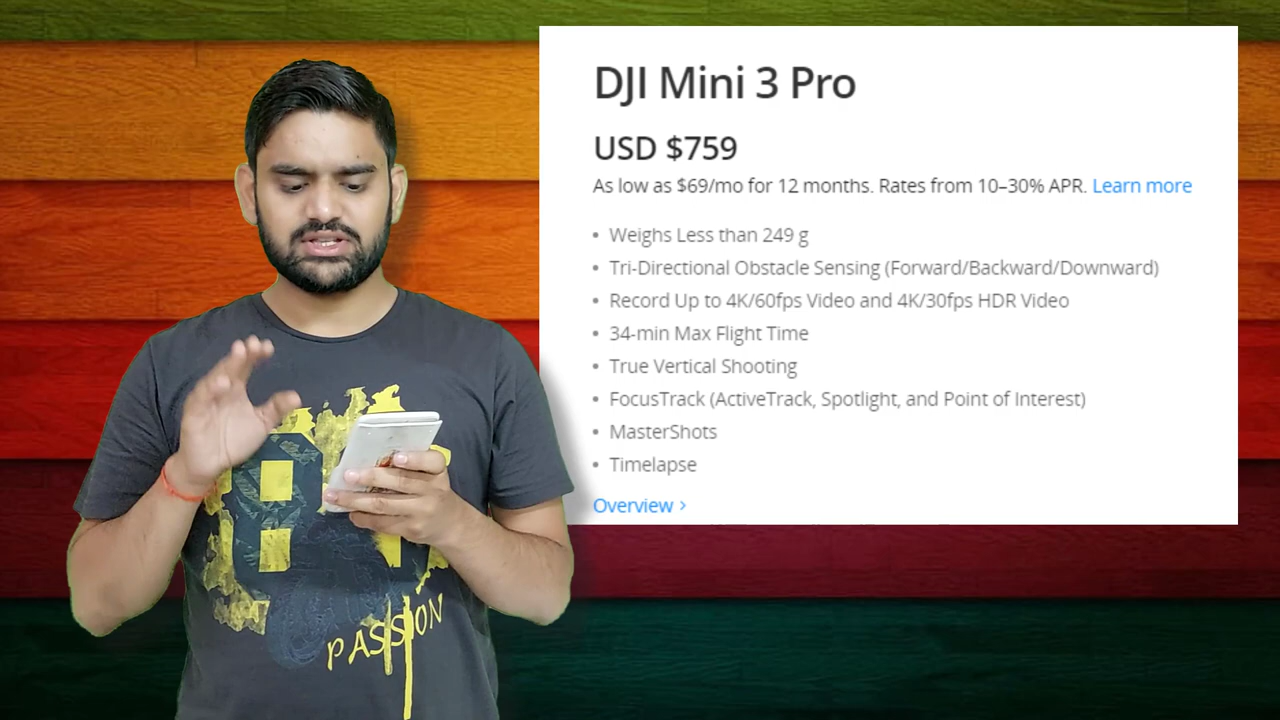 DJI Mini 3 Pro
USD $759
As low as $69/mo for 12 months. Rates from 10–30% APR. Learn more
• Weighs Less than 249 g
• Tri-Directional Obstacle Sensing (Forward/Backward/Downward)
• Record Up to 4K/60fps Video and 4K/30fps HDR Video
• 34-min Max Flight Time
• True Vertical Shooting
• FocusTrack (ActiveTrack, Spotlight, and Point of Interest)
• MasterShots
• Timelapse
Overview >
PASSION